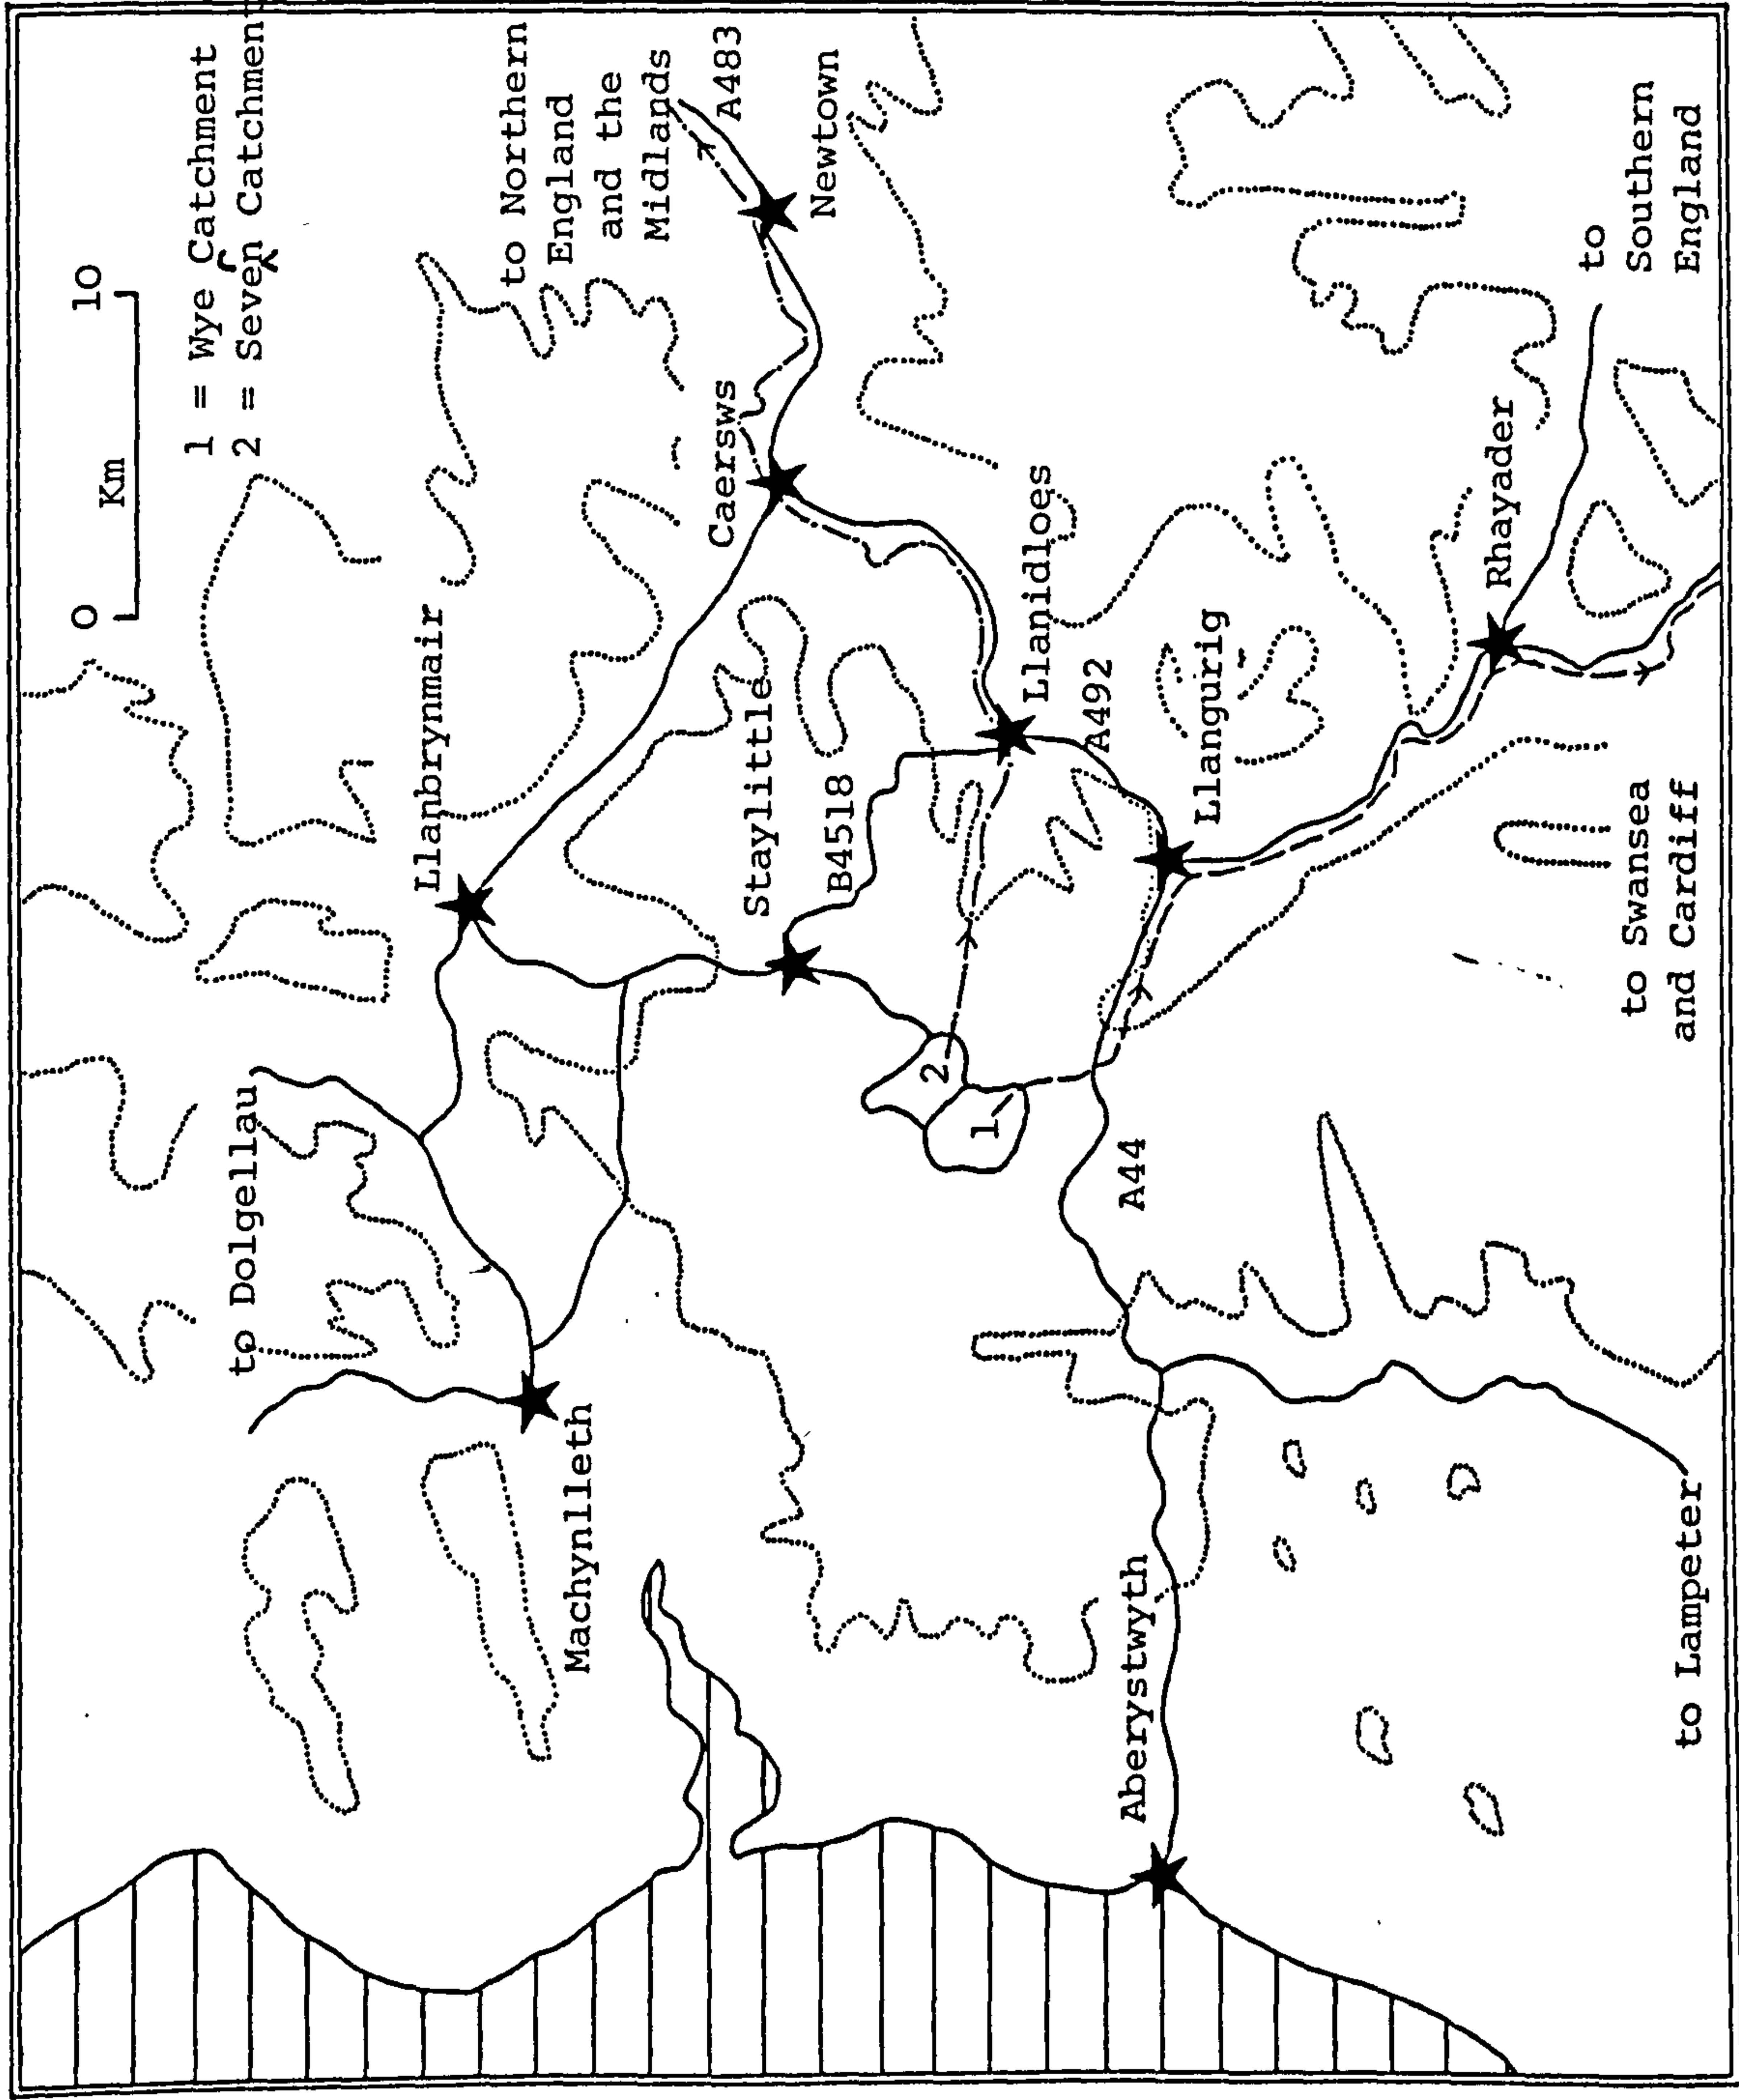 0 10
Km
1 = Wye Catchment
2 = Seven Catchmen
to Northern
England
and the
Midlands
A483
Newtown
Caersws
Llanbrynmair
to Dolgellau
Machynlleth
Staylittle
B4518
Llanidloes
A492
Llangurig
Rhayader
to
Southern
England
2
1
A44
Aberystwyth
to Swansea
and Cardiff
to Lampeter